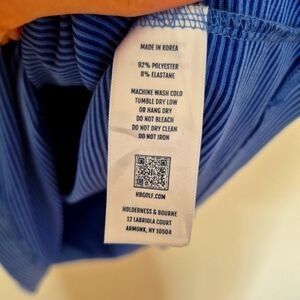 MADE IN KOREA
92% POLYESTER
8% ELASTANE
MACHINE WASH COLD
TUMBLE DRY LOW
OR HANG DRY
DO NOT BLEACH
DO NOT DRY CLEAN
DO NOT IRON
HBGOLF.COM
HOLDERNESS & BOURNE
12 LABRIOLA COURT
ARMONK, NY 10504